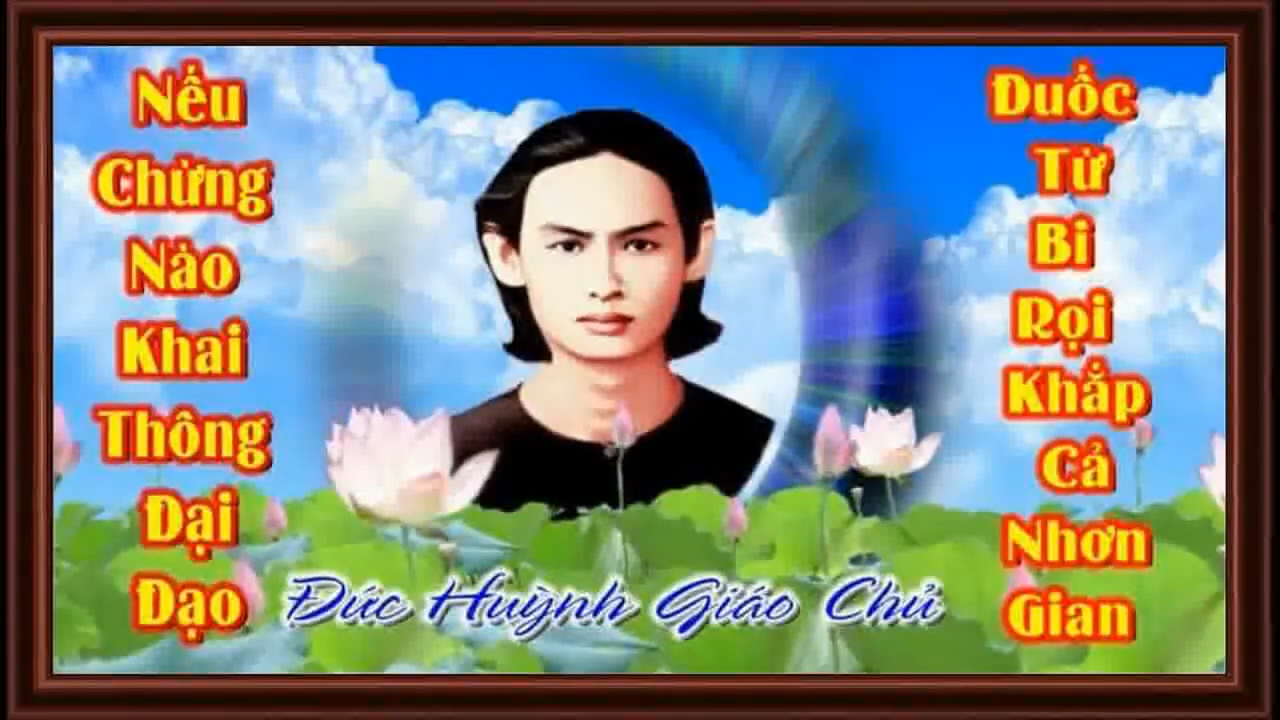 Nếu
Chừng
Nào
Khai
Thông
Đại
Đạo
Đuốc
Từ
Bi
Rọi
Khắp
Cả
Nhơn
Gian
Đức Huỳnh Giáo Chủ